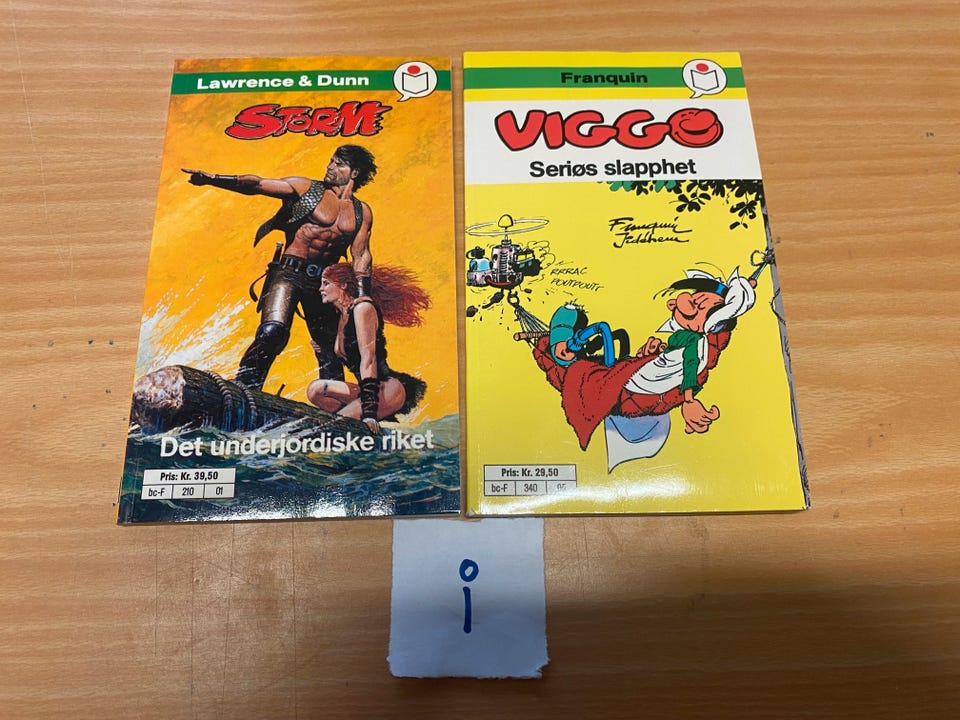 Lawrence & Dunn
STORM
Det underjordiske riket
Pris: Kr. 39,50
bc-F 210 01
Franquin
VIGGO
Seriøs slapphet
Franquin
Jidéhem
RRRAC
POUTPOUTT
Pris: Kr. 29,50
bc-F 340 05
i